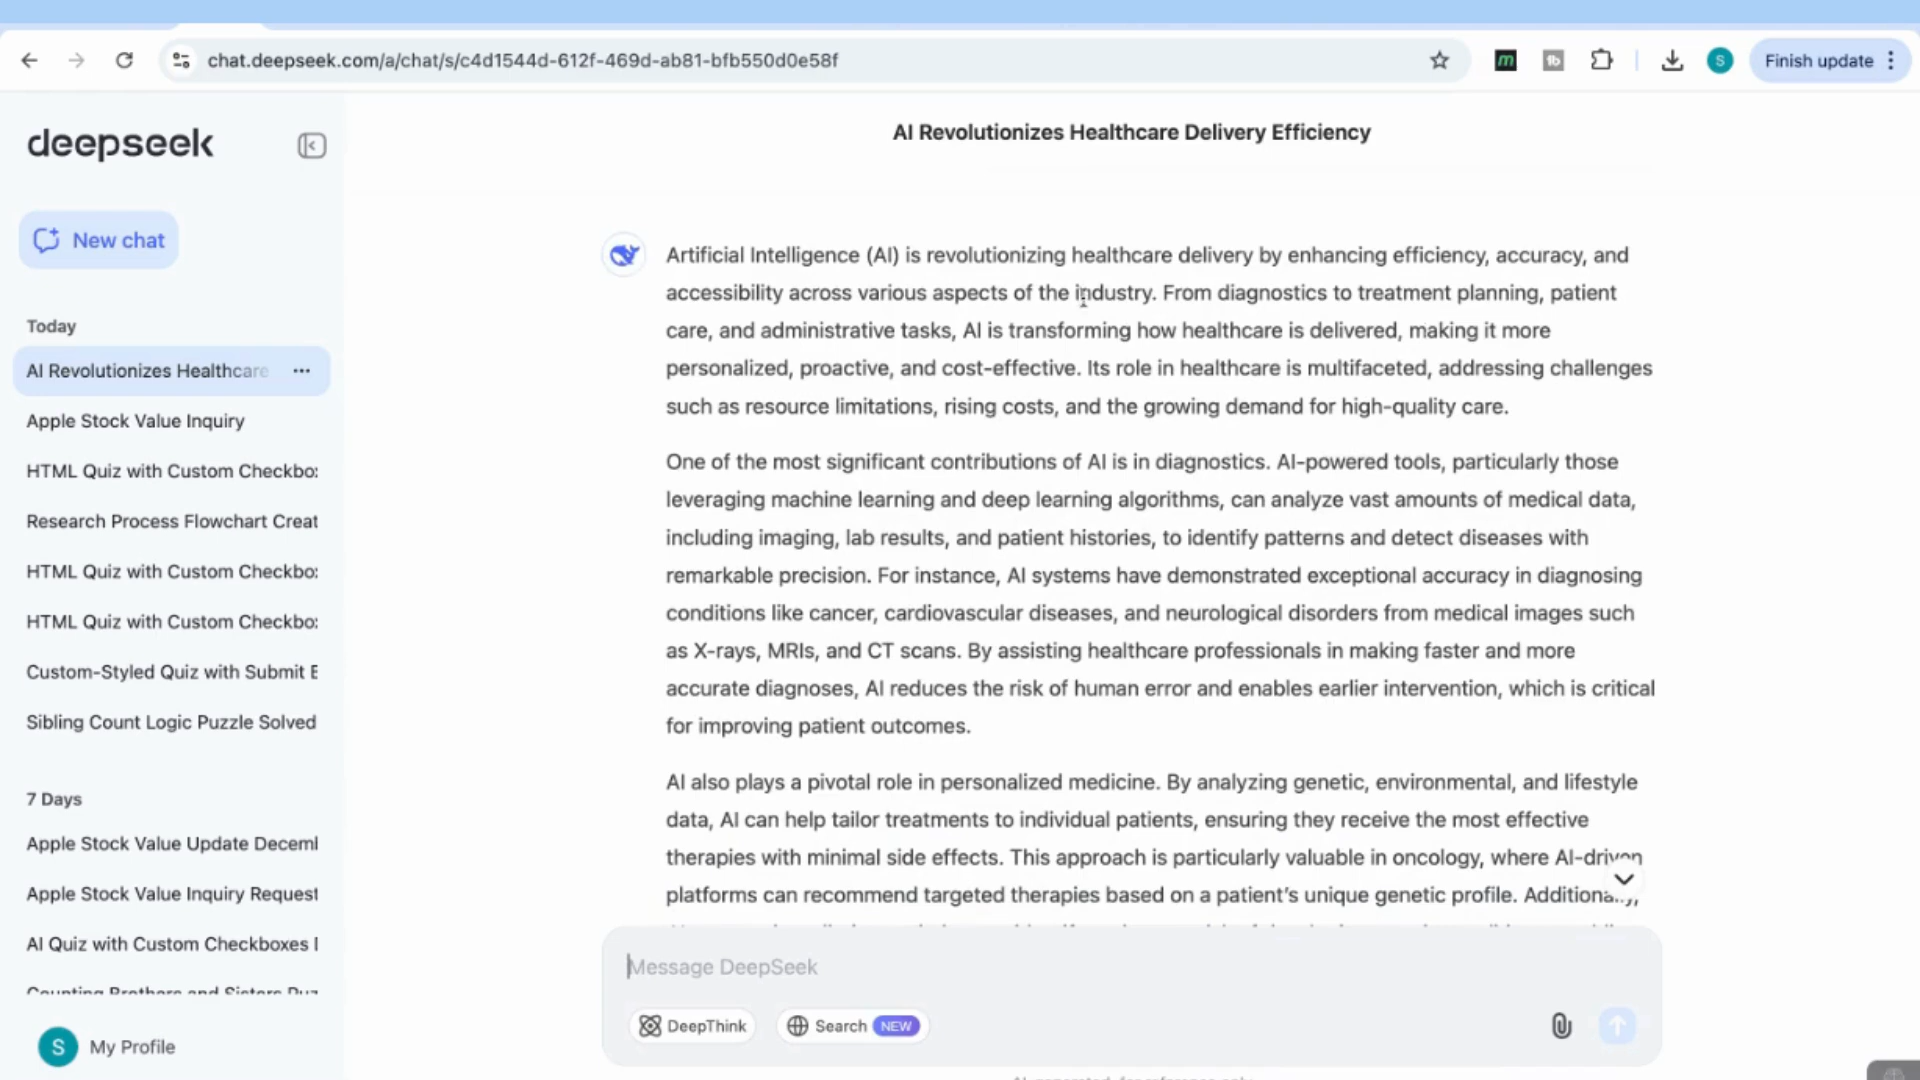 chat.deepseek.com/a/chat/s/c4d1544d-612f-469d-ab81-bfb550d0e58f
m
tb
S
Finish update
deepseek
New chat
Today
AI Revolutionizes Healthcare
Apple Stock Value Inquiry
HTML Quiz with Custom Checkbo
Research Process Flowchart Creat
HTML Quiz with Custom Checkbo
HTML Quiz with Custom Checkbo
Custom-Styled Quiz with Submit
Sibling Count Logic Puzzle Solved
7 Days
Apple Stock Value Update Decem
Apple Stock Value Inquiry Request
AI Quiz with Custom Checkboxes
Counting Brothers and Sisters
S
My Profile
AI Revolutionizes Healthcare Delivery Efficiency
Artificial Intelligence (AI) is revolutionizing healthcare delivery by enhancing efficiency, accuracy, and
accessibility across various aspects of the industry. From diagnostics to treatment planning, patient
care, and administrative tasks, AI is transforming how healthcare is delivered, making it more
personalized, proactive, and cost-effective. Its role in healthcare is multifaceted, addressing challenges
such as resource limitations, rising costs, and the growing demand for high-quality care.
One of the most significant contributions of AI is in diagnostics. AI-powered tools, particularly those
leveraging machine learning and deep learning algorithms, can analyze vast amounts of medical data,
including imaging, lab results, and patient histories, to identify patterns and detect diseases with
remarkable precision. For instance, AI systems have demonstrated exceptional accuracy in diagnosing
conditions like cancer, cardiovascular diseases, and neurological disorders from medical images such
as X-rays, MRIs, and CT scans. By assisting healthcare professionals in making faster and more
accurate diagnoses, AI reduces the risk of human error and enables earlier intervention, which is critical
for improving patient outcomes.
AI also plays a pivotal role in personalized medicine. By analyzing genetic, environmental, and lifestyle
data, AI can help tailor treatments to individual patients, ensuring they receive the most effective
therapies with minimal side effects. This approach is particularly valuable in oncology, where AI-driven
platforms can recommend targeted therapies based on a patient's unique genetic profile. Additionally,
Message DeepSeek
DeepThink
Search NEW